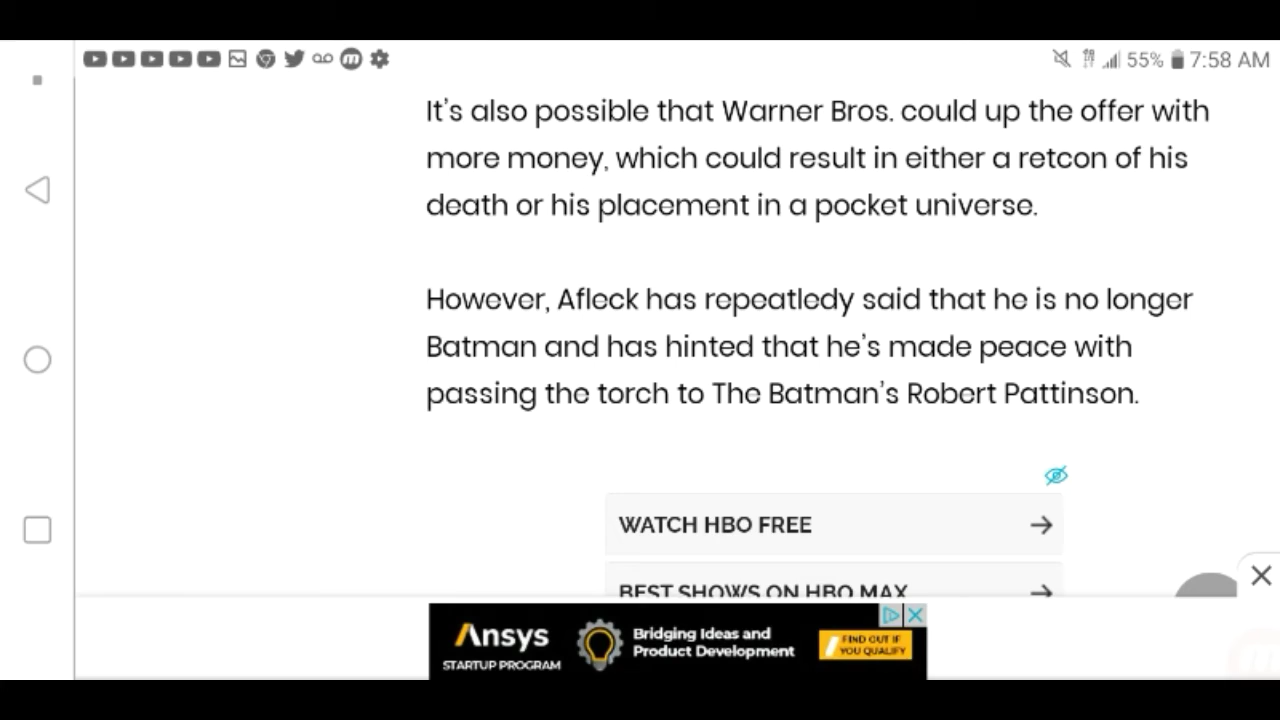 55% 7:58 AM
It's also possible that Warner Bros. could up the offer with
more money, which could result in either a retcon of his
death or his placement in a pocket universe.
However, Afleck has repeatledy said that he is no longer
Batman and has hinted that he's made peace with
passing the torch to The Batman's Robert Pattinson.
WATCH HBO FREE
BEST SHOWS ON HBO MAX
Ansys
STARTUP PROGRAM
Bridging Ideas and
Product Development
FIND OUT IF
YOU QUALIFY